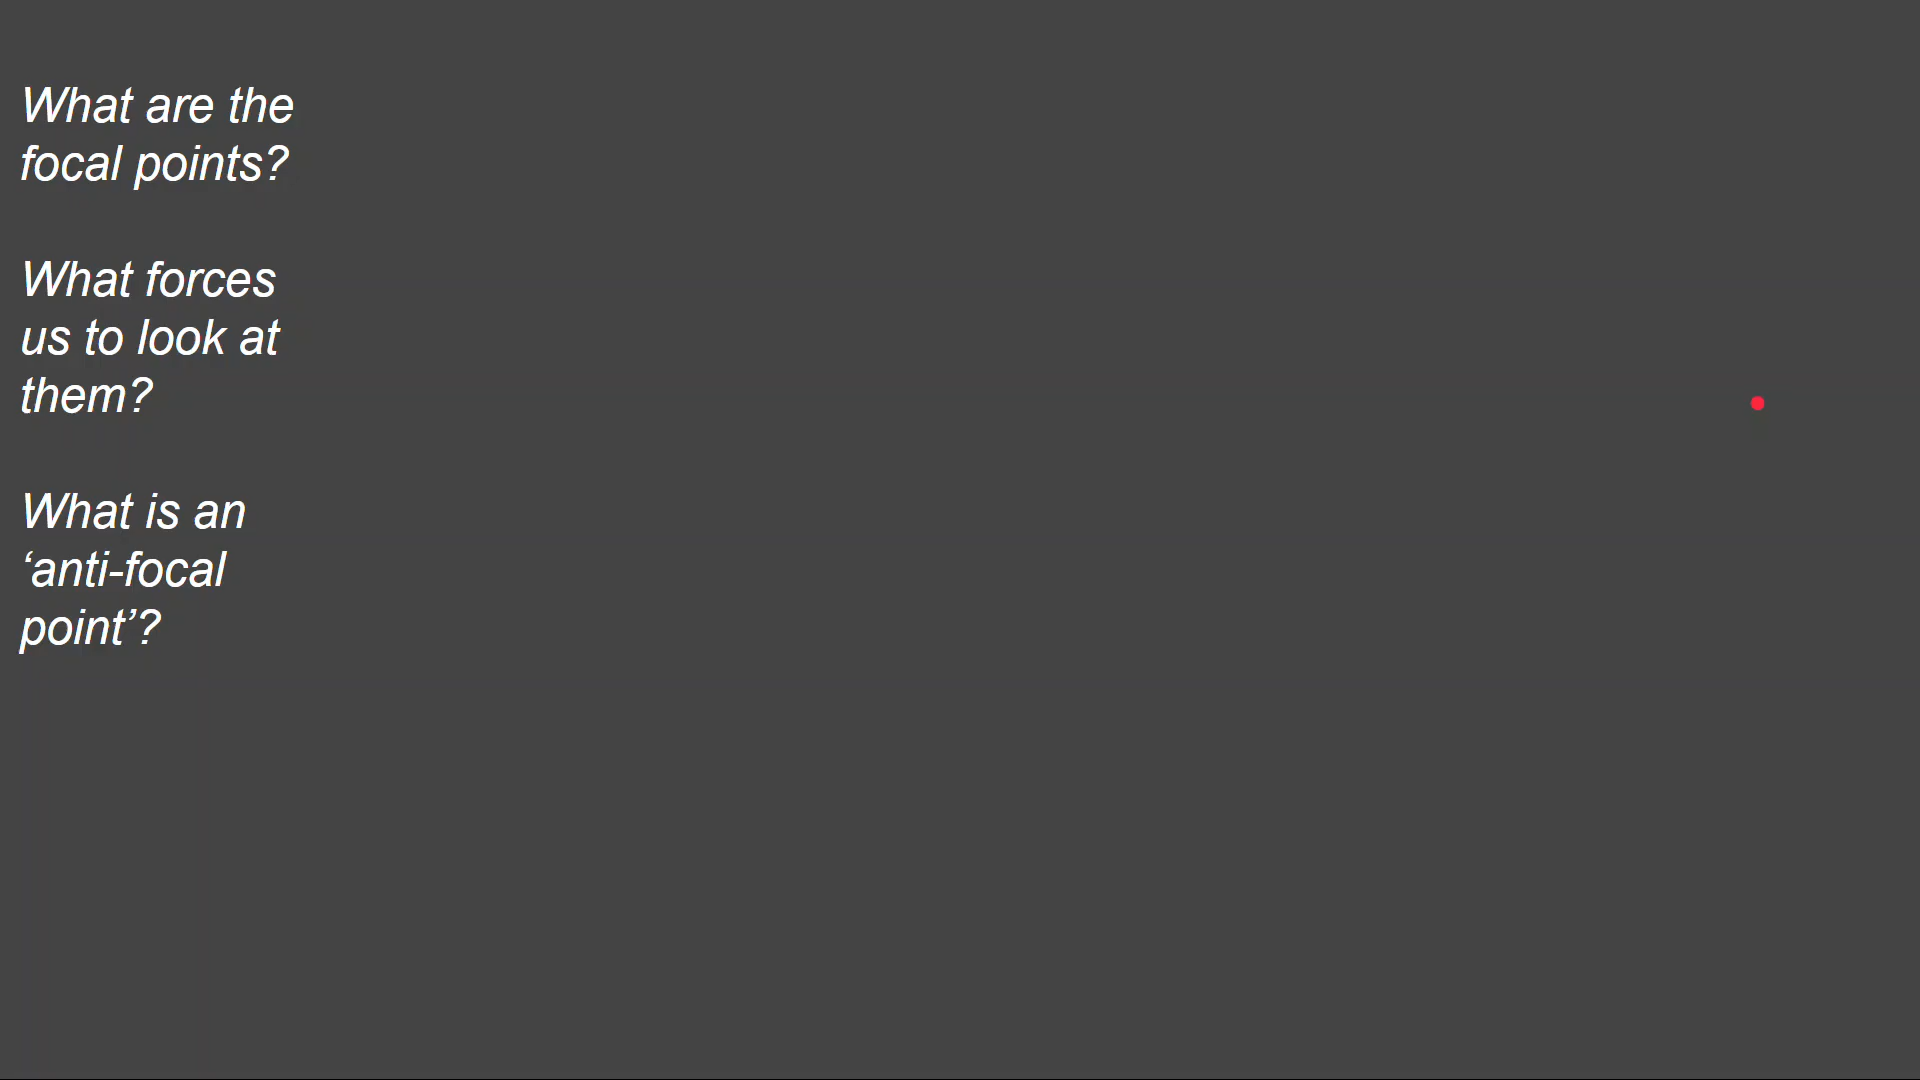 What are the
focal points?
What forces
us to look at
them?
What is an
‘anti-focal
point’?